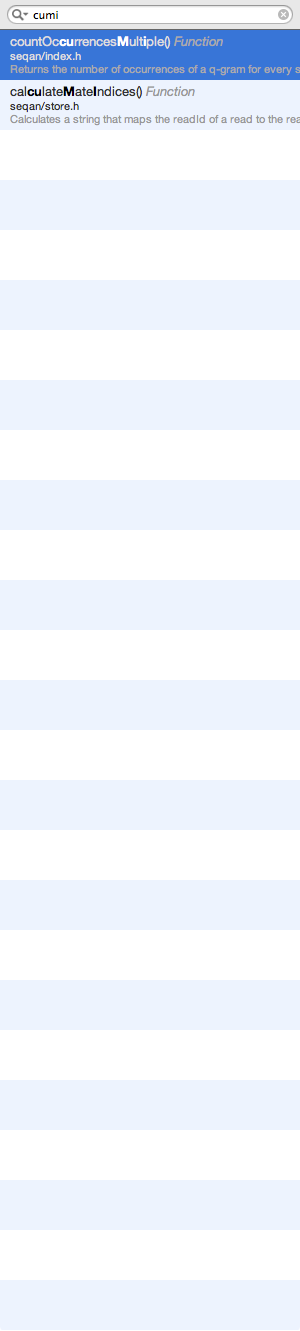 cumi
countOccurrencesMultiple() Function
seqan/index.h
Returns the number of occurrences of a q-gram for every s
calculateMateIndices() Function
seqan/store.h
Calculates a string that maps the readId of a read to the rea